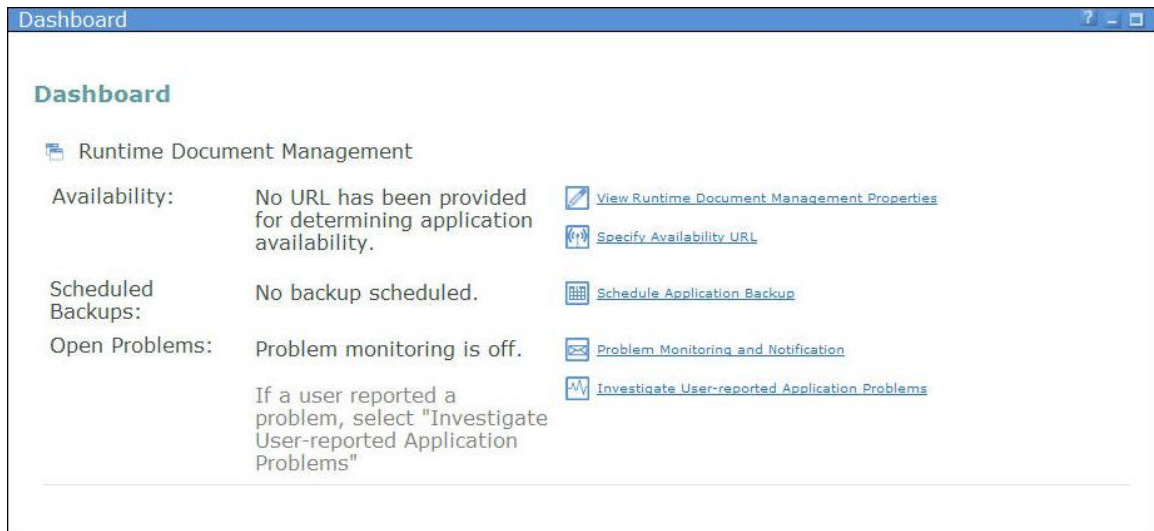 Dashboard
?
Dashboard
Runtime Document Management
Availability:
No URL has been provided
for determining application
availability.
View Runtime Document Management Properties
Specify Availability URL
Scheduled
Backups:
No backup scheduled.
Schedule Application Backup
Open Problems:
Problem monitoring is off.
If a user reported a
problem, select "Investigate
User-reported Application
Problems"
Problem Monitoring and Notification
Investigate User-reported Application Problems